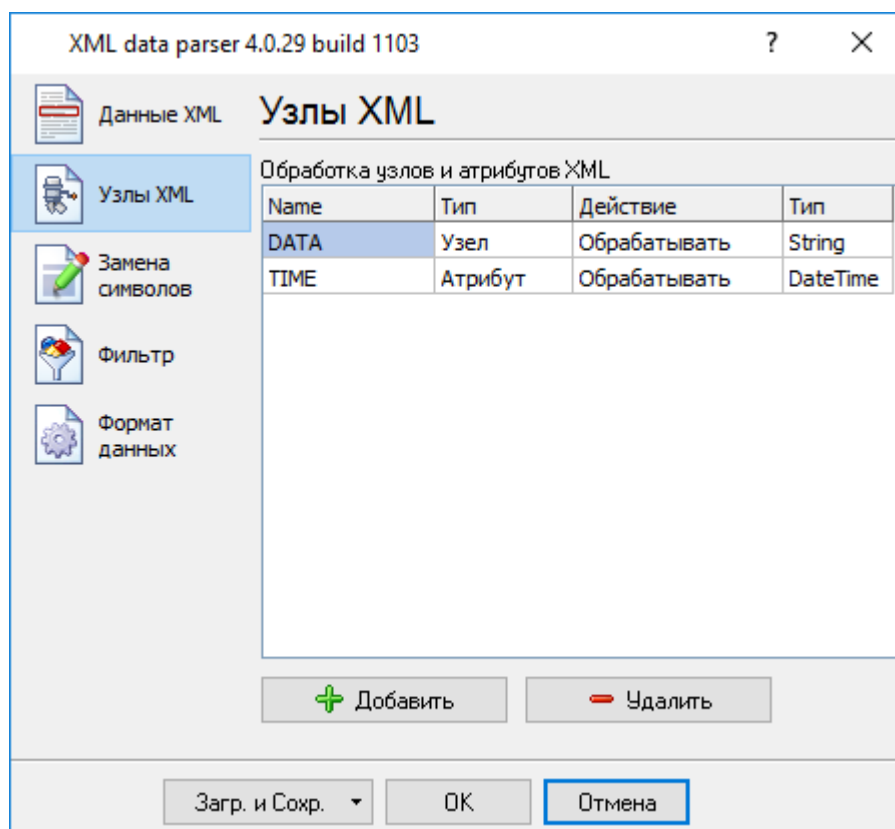 XML data parser 4.0.29 build 1103 ?
Данные XML
Узлы XML
Замена
символов
Фильтр
Формат
данных
Узлы XML
Обработка узлов и атрибутов XML
Name Тип Действие Тип
DATA Узел Обрабатывать String
TIME Атрибут Обрабатывать DateTime
Добавить Удалить
Загр. и Сохр. OK Отмена